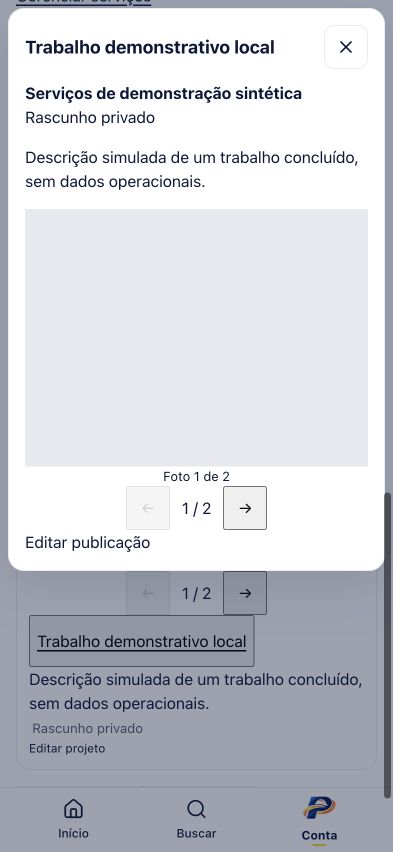 Gerenciar serviços
Trabalho demonstrativo local
Serviços de demonstração sintética
Rascunho privado
Descrição simulada de um trabalho concluído,
sem dados operacionais.
Foto 1 de 2
← 1 / 2 →
Editar publicação
← 1 / 2 →
Trabalho demonstrativo local
Descrição simulada de um trabalho concluído,
sem dados operacionais.
Rascunho privado
Editar projeto
Início Buscar Conta